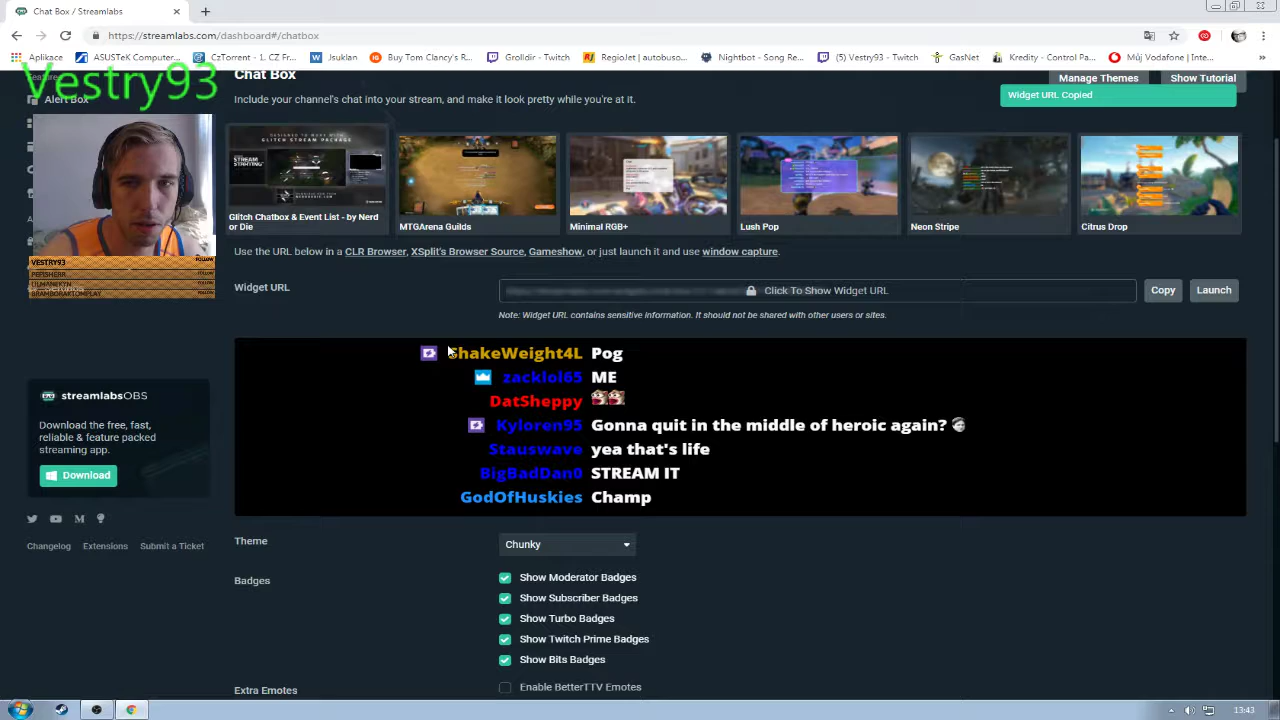 Chat Box / Streamlabs
https://streamlabs.com/dashboard#/chatbox
Aplikace
ASUSTeK Computer...
CzTorrent - 1. CZ Fr...
Jsuklan
Buy Tom Clancy's R...
Grolldir - Twitch
RegioJet | autobuso...
Nightbot - Song Re...
(5) Vestry93 - Twitch
GasNet
Kredity - Control Pa...
Můj Vodafone | Inte...
Vestry93
Alert Box
Chat Box
Manage Themes
Show Tutorial
Include your channel's chat into your stream, and make it look pretty while you're at it.
Widget URL Copied
Glitch Chatbox & Event List - by Nerd or Die
MTGArena Guilds
Minimal RGB+
Lush Pop
Neon Stripe
Citrus Drop
Use the URL below in a CLR Browser, XSplit's Browser Source, Gameshow, or just launch it and use window capture.
VESTRY93
FOLLOW
PEPISHERR
FOLLOW
FOLLOW
FOLLOW
Widget URL
Click To Show Widget URL
Copy
Launch
Note: Widget URL contains sensitive information. It should not be shared with other users or sites.
ShakeWeight4L Pog
zacklol65 ME
DatSheppy
Kyloren95 Gonna quit in the middle of heroic again?
Stauswave yea that's life
BigBadDan0 STREAM IT
GodOfHuskies Champ
streamlabsOBS
Download the free, fast,
reliable & feature packed
streaming app.
Download
Changelog
Extensions
Submit a Ticket
Theme
Chunky
Badges
Show Moderator Badges
Show Subscriber Badges
Show Turbo Badges
Show Twitch Prime Badges
Show Bits Badges
Extra Emotes
Enable BetterTTV Emotes
13:43